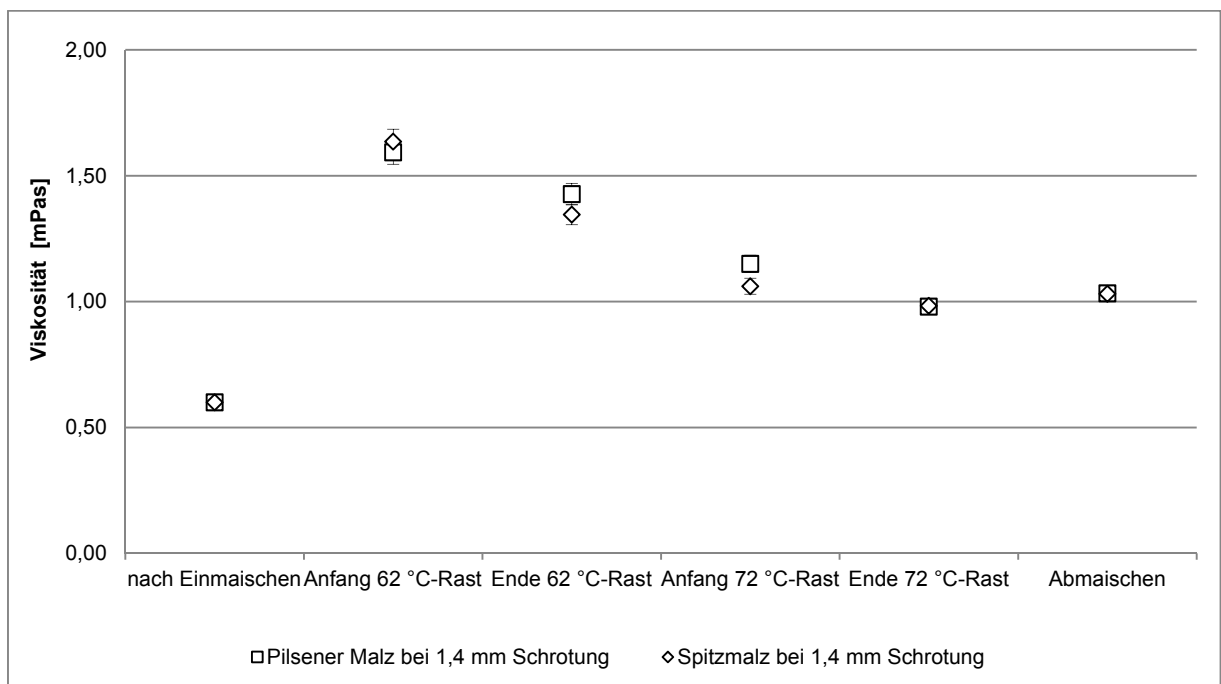 2,00
1,50
1,00
0,50
0,00
Viskosität [mPas]
nach Einmaischen Anfang 62 °C-Rast Ende 62 °C-Rast Anfang 72 °C-Rast Ende 72 °C-Rast Abmaischen
Pilsener Malz bei 1,4 mm Schrotung Spitzmalz bei 1,4 mm Schrotung